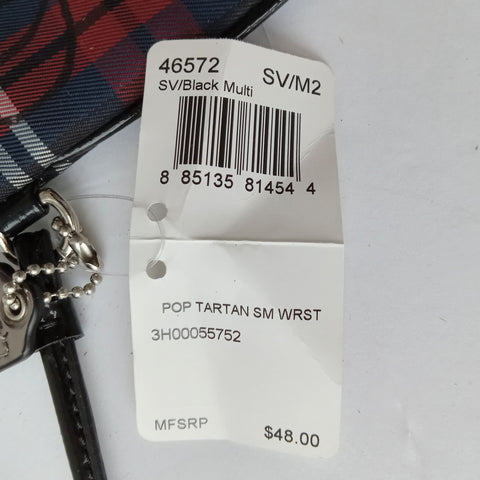 46572 SV/M2
SV/Black Multi
8 85135 81454 4
POP TARTAN SM WRST
3H00055752
MFSRP $48.00